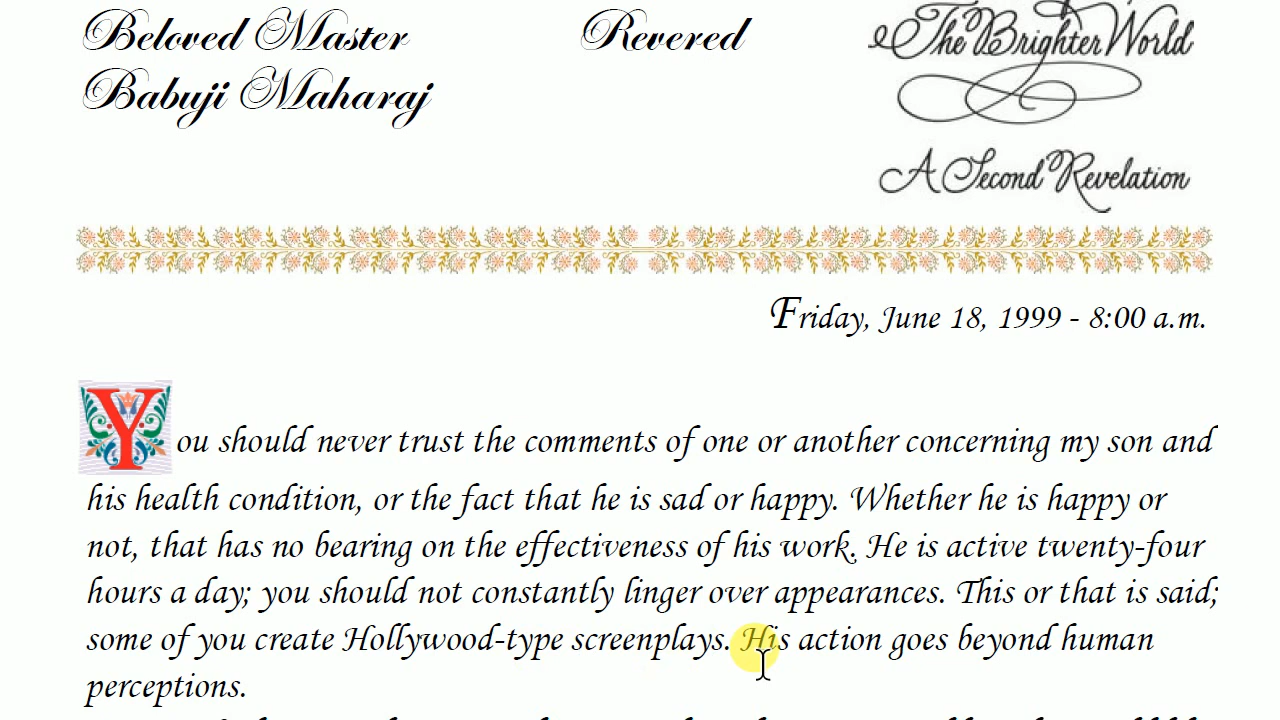 Beloved Master Revered
Babuji Maharaj
The Brighter World
A Second Revelation
Friday, June 18, 1999 - 8:00 a.m.
You should never trust the comments of one or another concerning my son and
his health condition, or the fact that he is sad or happy. Whether he is happy or
not, that has no bearing on the effectiveness of his work. He is active twenty-four
hours a day; you should not constantly linger over appearances. This or that is said;
some of you create Hollywood-type screenplays. His action goes beyond human
perceptions.